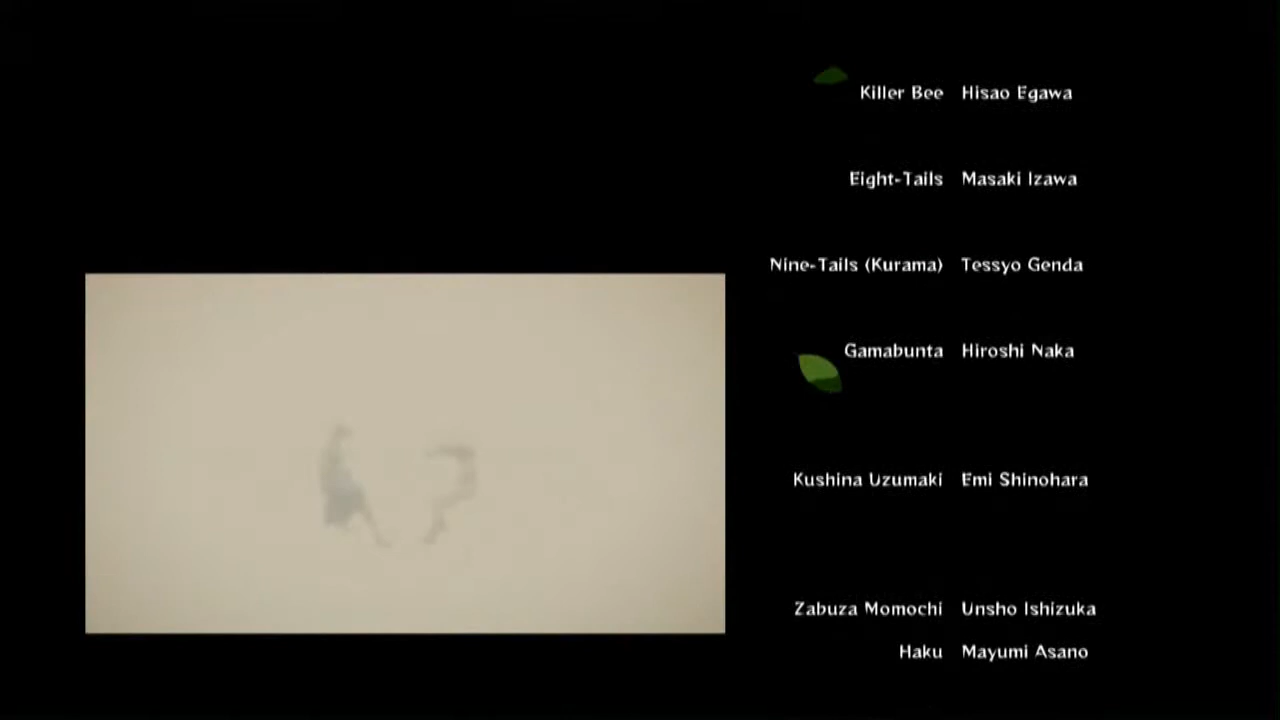 Killer Bee Hisao Egawa
Eight-Tails Masaki Izawa
Nine-Tails (Kurama) Tessyo Genda
Gamabunta Hiroshi Naka
Kushina Uzumaki Emi Shinohara
Zabuza Momochi Unsho Ishizuka
Haku Mayumi Asano